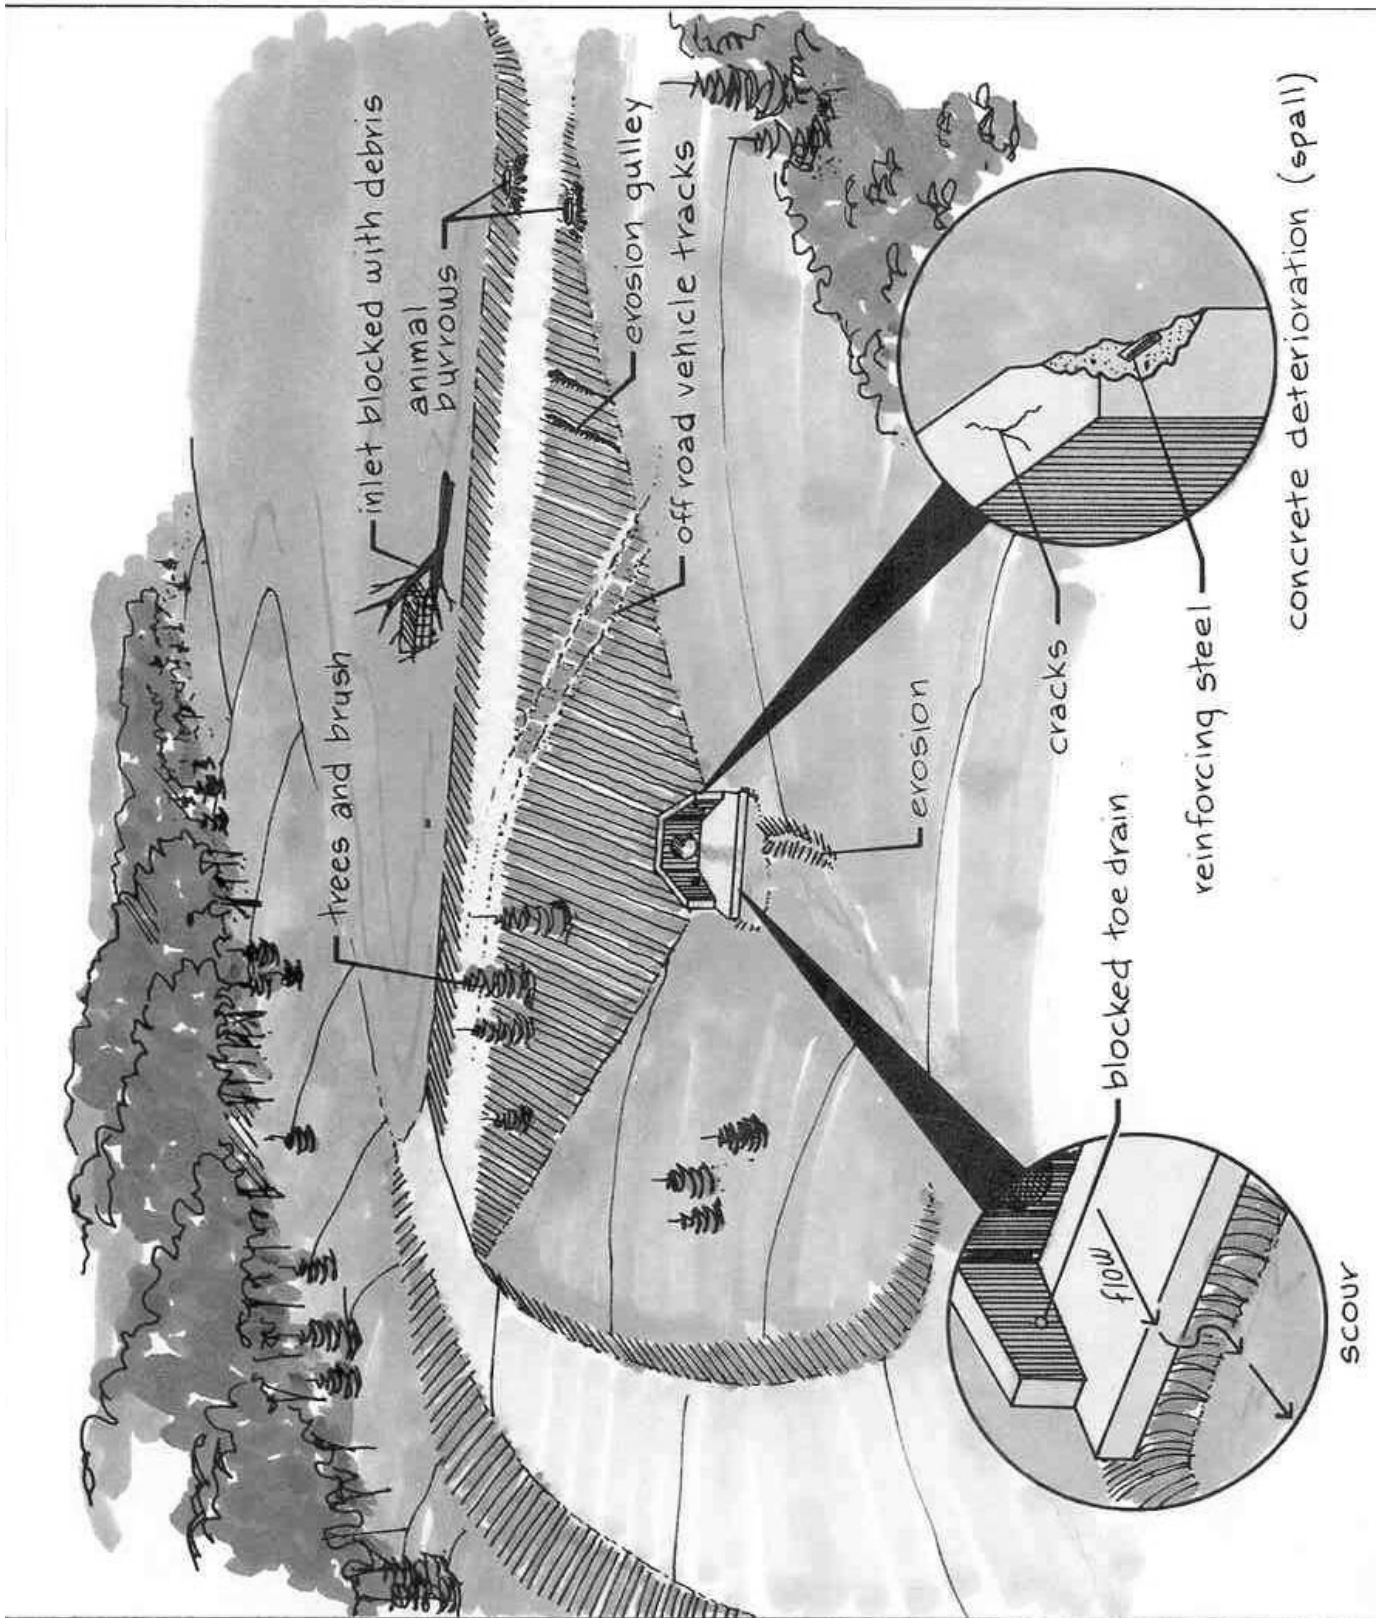 trees and brush
inlet blocked with debris
animal
burrows
erosion gulley
off road vehicle tracks
erosion
cracks
reinforcing steel
concrete deterioration (spall)
blocked toe drain
flow
scour